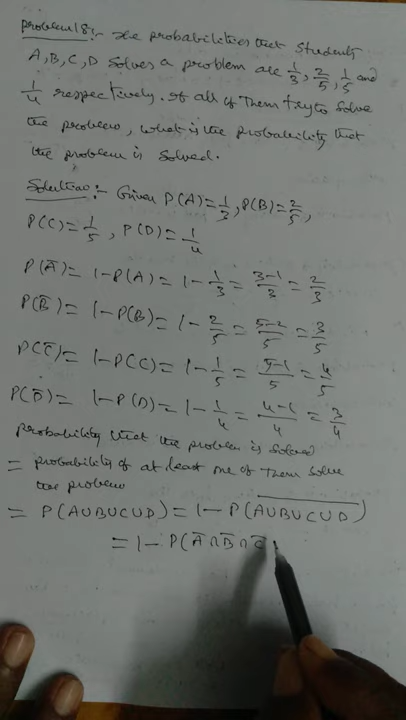 Problem 18:- The probabilities that students
A, B, C, D solves a problem are 1/3, 2/5, 1/5 and
1/4 respectively. If all of them try to solve
the problem, what is the probability that
the problem is solved.
Solution:- Given P(A)=1/3, P(B)=2/5,
P(C)=1/5, P(D)=1/4
P(A̅)= 1-P(A)= 1-1/3= (3-1)/3= 2/3
P(B̅)= 1-P(B)= 1-2/5= (5-2)/5= 3/5
P(C̅)= 1-P(C)= 1-1/5= (5-1)/5= 4/5
P(D̅)= 1-P(D)= 1-1/4= (4-1)/4= 3/4
probability that the problem is solved
= probability of at least one of them solve
the problem
= P(A∪B∪C∪D)= 1-P(\overline{A∪B∪C∪D})
= 1- P(A̅∩B̅∩C̅